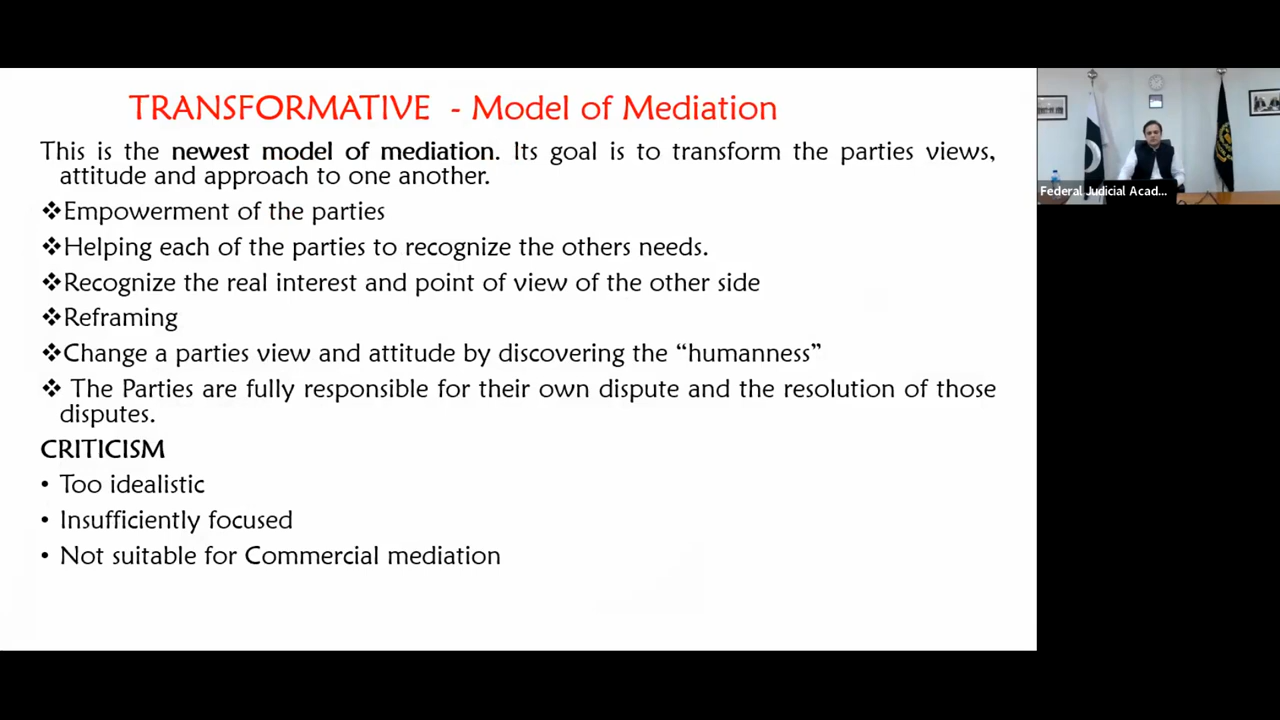 TRANSFORMATIVE - Model of Mediation
This is the newest model of mediation. Its goal is to transform the parties views,
attitude and approach to one another.
❖Empowerment of the parties
❖Helping each of the parties to recognize the others needs.
❖Recognize the real interest and point of view of the other side
❖Reframing
❖Change a parties view and attitude by discovering the “humanness”
❖ The Parties are fully responsible for their own dispute and the resolution of those
disputes.
CRITICISM
• Too idealistic
• Insufficiently focused
• Not suitable for Commercial mediation
Federal Judicial Acad...